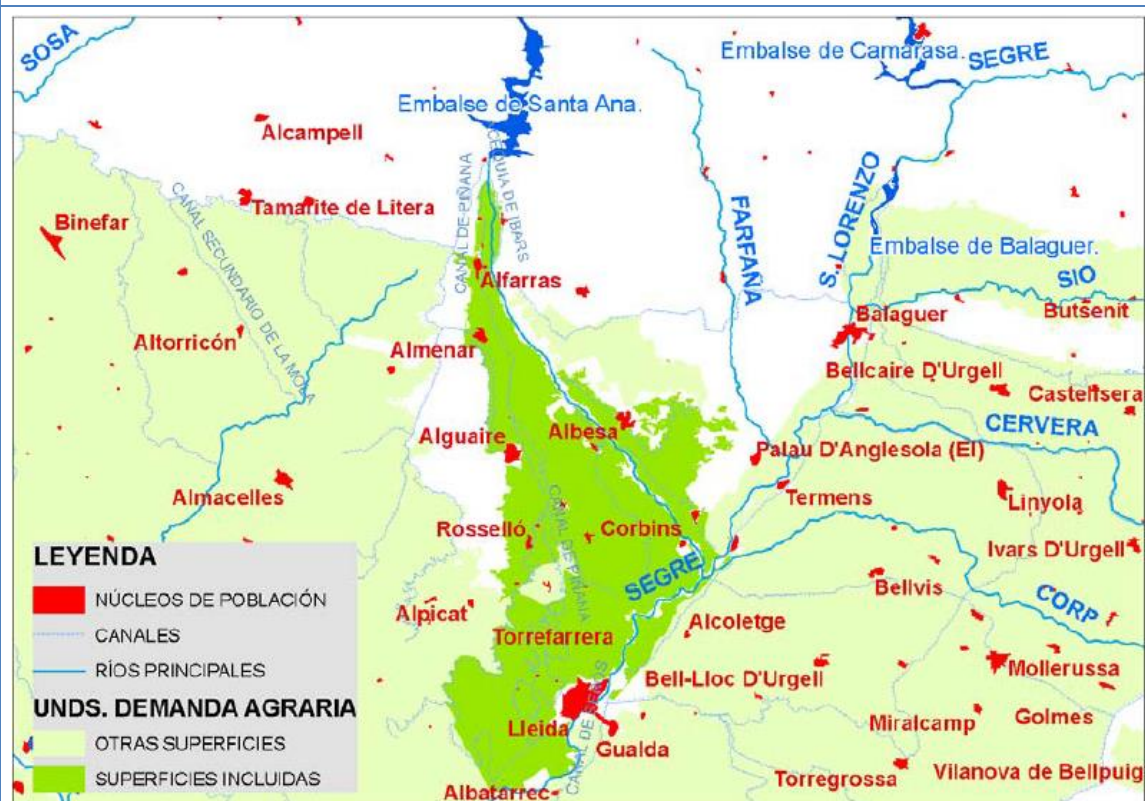 SOSA
Embalse de Camarasa.
SEGRE
Embalse de Santa Ana.
Alcampell
CANAL DE PIÑANA
CEQUIA DE IBARS
S. LORENZO
Tamarite de Litera
CANAL SECUNDARIO DE LA MOLA
Binefar
FARFAÑA
Embalse de Balaguer.
Alfarras
SIO
Balaguer
Butsenit
Altorricón
Almenar
Bellcaire D'Urgell
Castellsera
Alguaire
Albesa
CERVERA
Palau D'Anglesola (El)
Almacelles
Termens
Linyola
CANAL DE PIÑANA
Rosselló
Corbins
Ivars D'Urgell
SEGRE
Bellvis
CORP
Alpicat
Torrefarrera
Alcoletge
Mollerussa
Bell-Lloc D'Urgell
Lleida
Gualda
Miralcamp
Golmes
Torregrossa
Vilanova de Bellpuig
Albatarrec
LEYENDA
NÚCLEOS DE POBLACIÓN
CANALES
RÍOS PRINCIPALES
UNDS. DEMANDA AGRARIA
OTRAS SUPERFICIES
SUPERFICIES INCLUIDAS